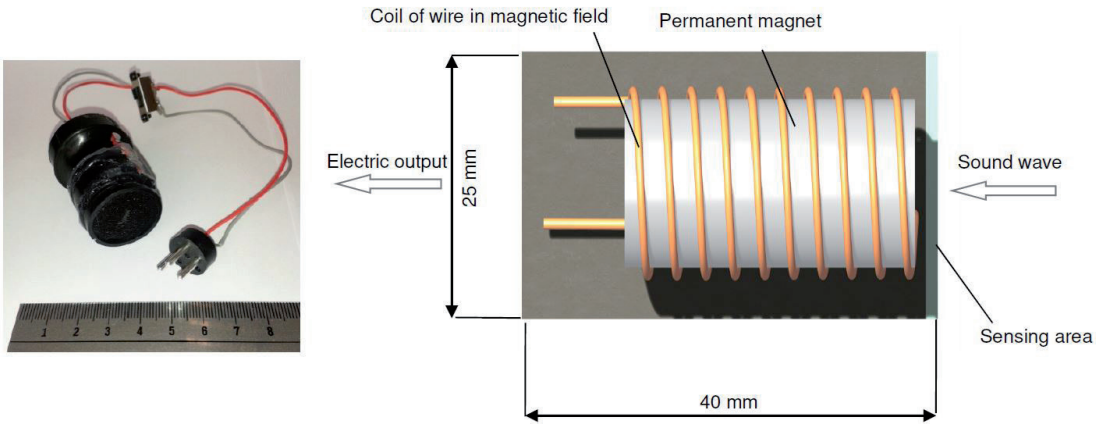 Coil of wire in magnetic field
Permanent magnet
Electric output
25 mm
Sound wave
Sensing area
40 mm
1 2 3 4 5 6 7 8